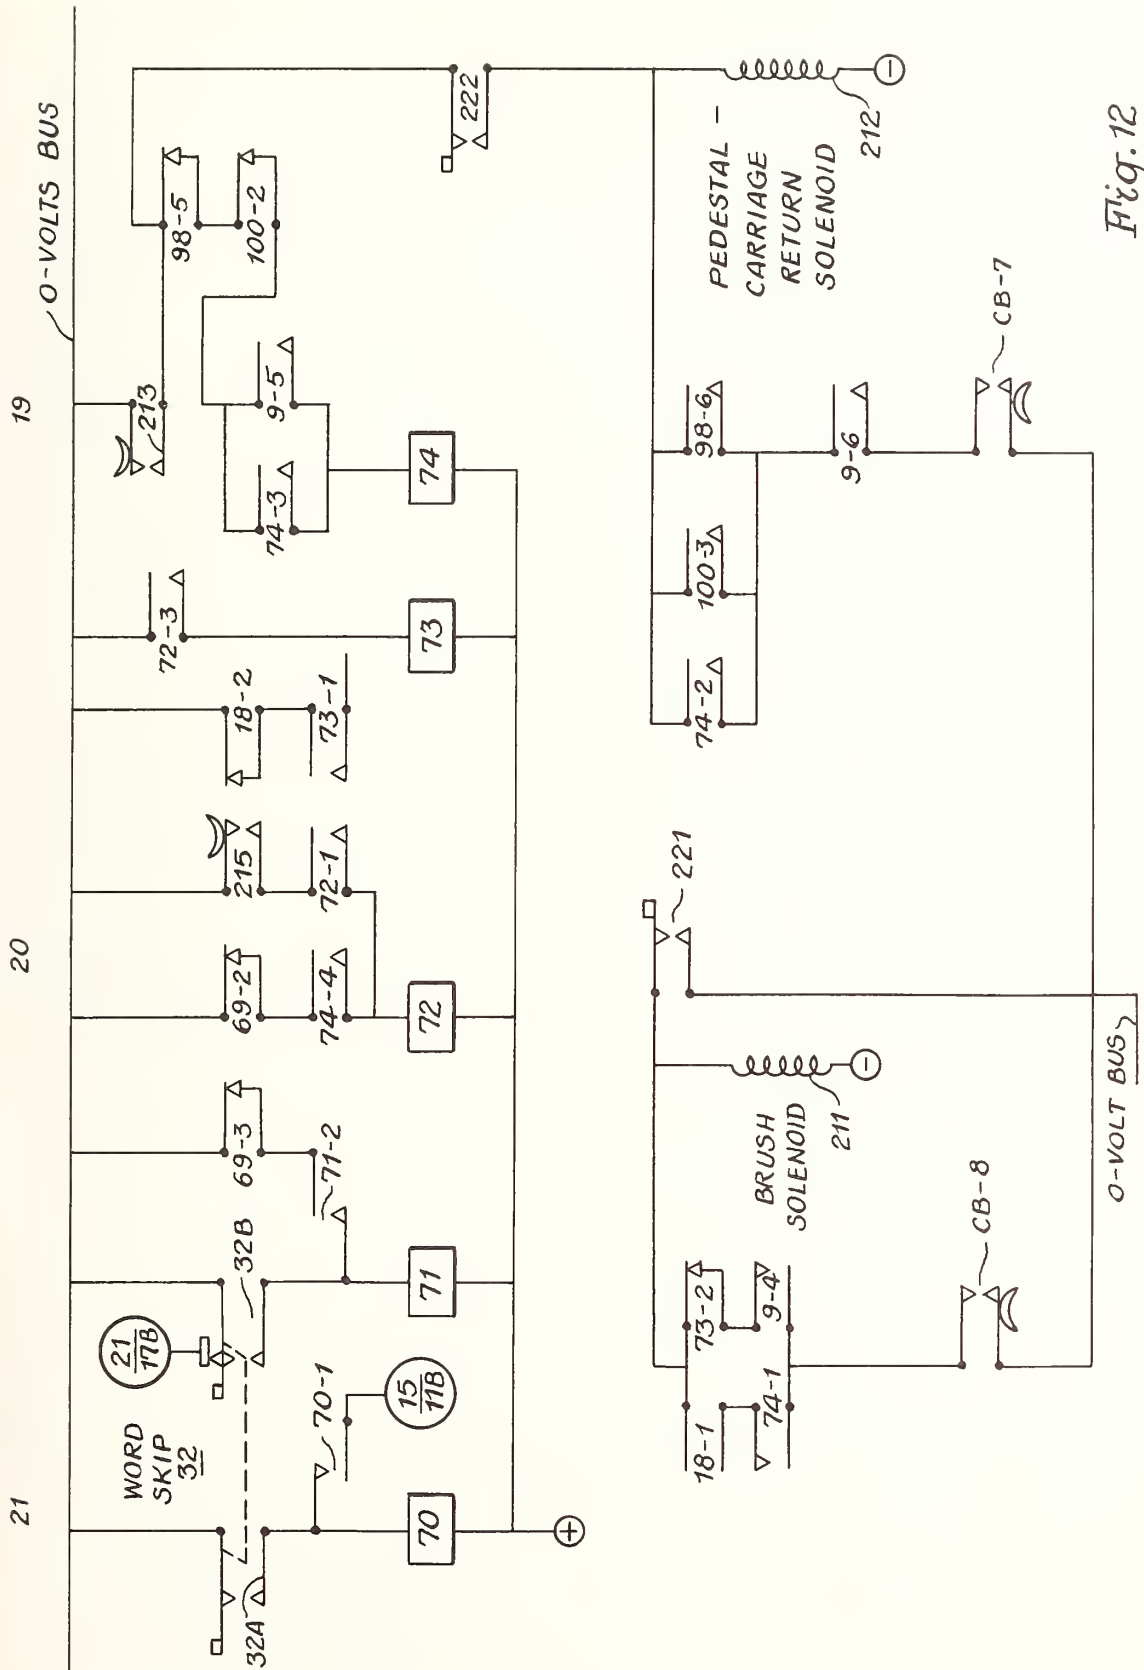 21
20
19
O-VOLTS BUS
WORD
SKIP
32
21
17B
32B
32A
70-1
15
11B
70
71
71-2
69-3
69-2
74-4
72
215
72-1
18-2
73-1
72-3
73
213
74-3
9-5
74
98-5
100-2
222
18-1
74-1
73-2
9-4
CB-8
BRUSH
SOLENOID
211
221
O-VOLT BUS
74-2
100-3
98-6
9-6
CB-7
PEDESTAL -
CARRIAGE
RETURN
SOLENOID
212
Fig. 12